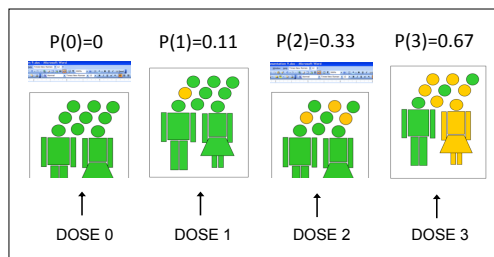 P(0)=0 P(1)=0.11 P(2)=0.33 P(3)=0.67
DOSE 0 DOSE 1 DOSE 2 DOSE 3